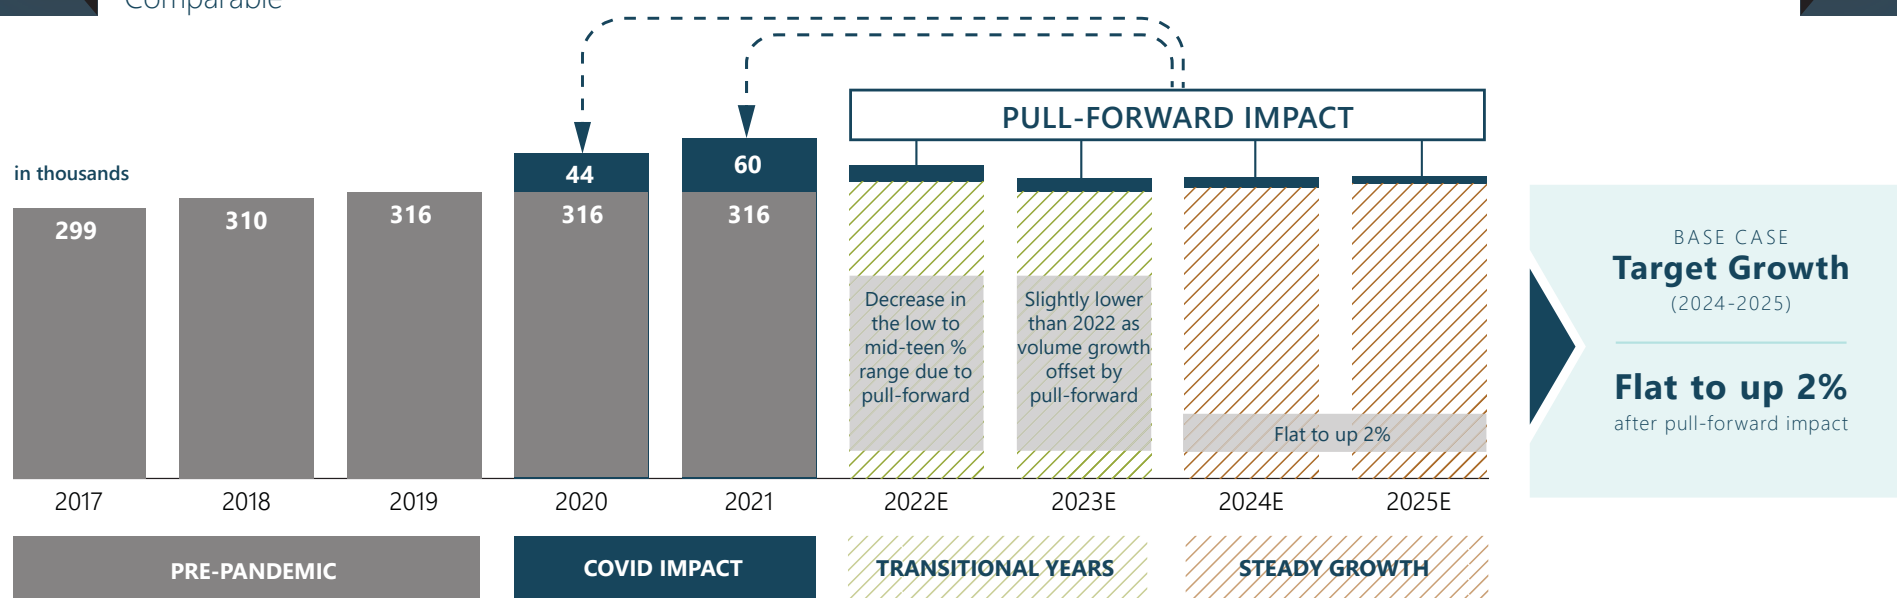 Comparable
PULL-FORWARD IMPACT
in thousands
299
310
316
44
316
60
316
Decrease in
the low to
mid-teen %
range due to
pull-forward
Slightly lower
than 2022 as
volume growth
offset by
pull-forward
Flat to up 2%
2017
2018
2019
2020
2021
2022E
2023E
2024E
2025E
PRE-PANDEMIC
COVID IMPACT
TRANSITIONAL YEARS
STEADY GROWTH
BASE CASE
Target Growth
(2024-2025)
Flat to up 2%
after pull-forward impact